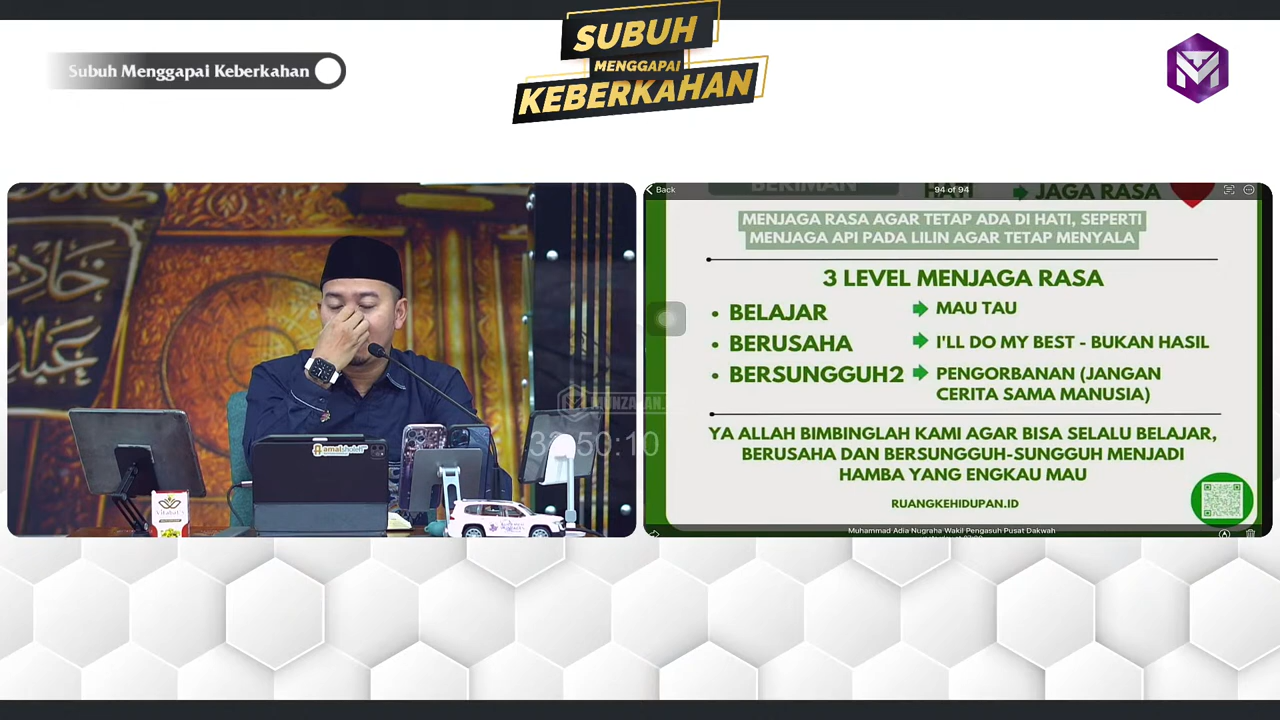 Subuh Menggapai Keberkahan
SUBUH
MENGGAPAI
KEBERKAHAN
Back
94 of 94
BERIMAN
HATI
JAGA RASA
MENJAGA RASA AGAR TETAP ADA DI HATI, SEPERTI
MENJAGA API PADA LILIN AGAR TETAP MENYALA
3 LEVEL MENJAGA RASA
• BELAJAR MAU TAU
• BERUSAHA I'LL DO MY BEST - BUKAN HASIL
• BERSUNGGUH2 PENGORBANAN (JANGAN
CERITA SAMA MANUSIA)
YA ALLAH BIMBINGLAH KAMI AGAR BISA SELALU BELAJAR,
BERUSAHA DAN BERSUNGGUH-SUNGGUH MENJADI
HAMBA YANG ENGKAU MAU
RUANGKEHIDUPAN.ID
Muhammad Adia Nugraha Wakil Pengasuh Pusat Dakwah
amalsholeh